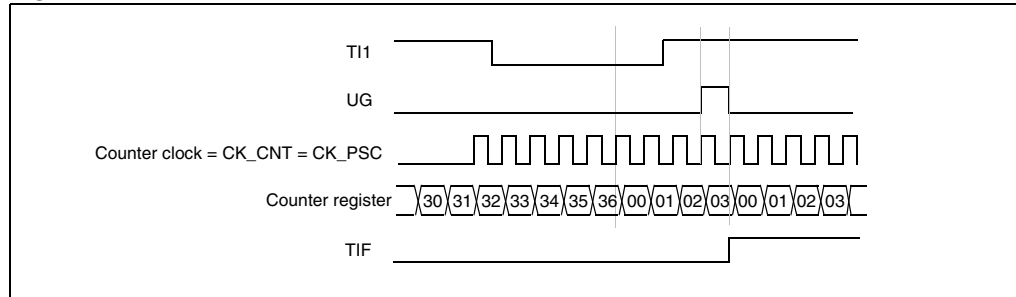 TI1
UG
Counter clock = CK_CNT = CK_PSC
Counter register 30 31 32 33 34 35 36 00 01 02 03 00 01 02 03
TIF